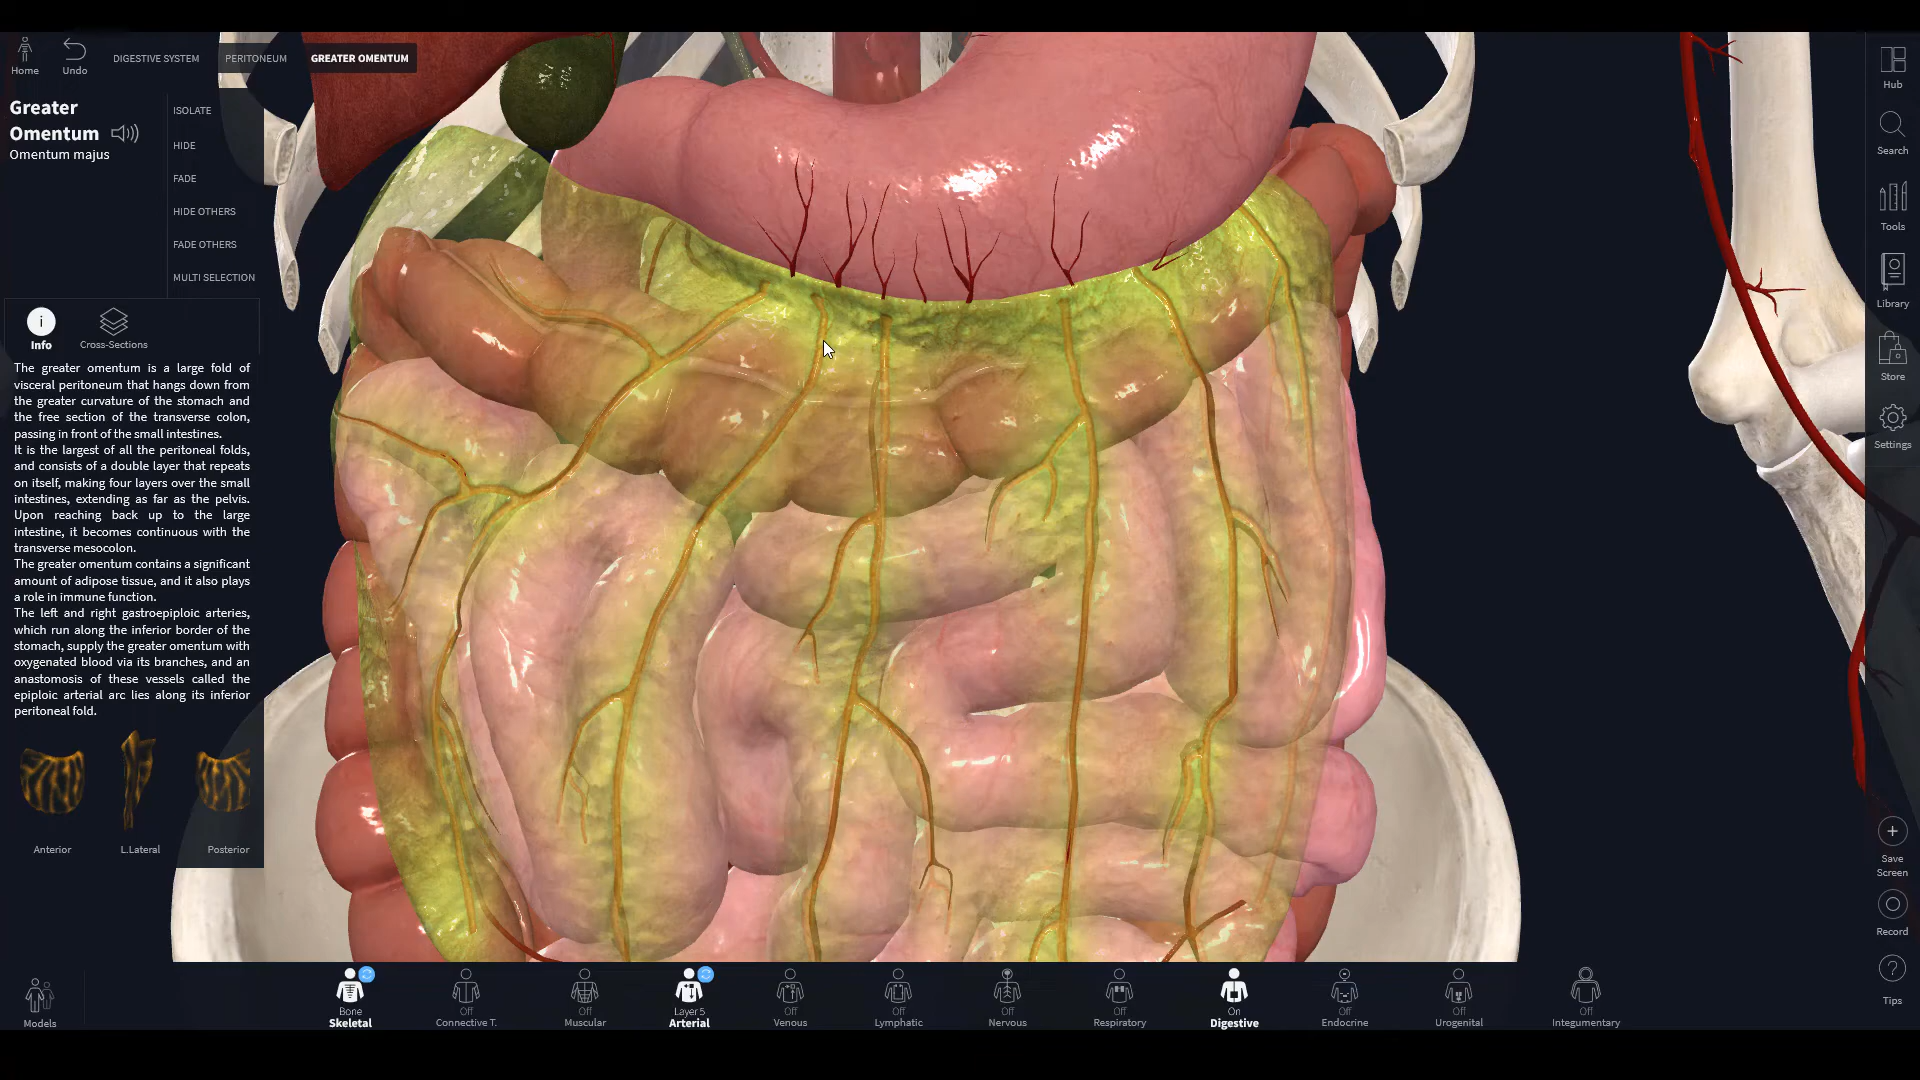 Home
Undo
DIGESTIVE SYSTEM
PERITONEUM
GREATER OMENTUM
Greater
Omentum
Omentum majus
ISOLATE
HIDE
FADE
HIDE OTHERS
FADE OTHERS
MULTI SELECTION
Info
Cross-Sections
The greater omentum is a large fold of
visceral peritoneum that hangs down from
the greater curvature of the stomach and
the free section of the transverse colon,
passing in front of the small intestines.
It is the largest of all the peritoneal folds,
and consists of a double layer that repeats
on itself, making four layers over the small
intestines, extending as far as the pelvis.
Upon reaching back up to the large
intestine, it becomes continuous with the
transverse mesocolon.
The greater omentum contains a significant
amount of adipose tissue, and it also plays
a role in immune function.
The left and right gastroepiploic arteries,
which run along the inferior border of the
stomach, supply the greater omentum with
oxygenated blood via its branches, and an
anastomosis of these vessels called the
epiploic arterial arc lies along its inferior
peritoneal fold.
Anterior
L.Lateral
Posterior
Hub
Search
Tools
Library
Store
Settings
Save
Screen
Record
Tips
Models
Bone
Skeletal
Off
Connective T.
Off
Muscular
Layer 5
Arterial
Off
Venous
Off
Lymphatic
Off
Nervous
Off
Respiratory
On
Digestive
Off
Endocrine
Off
Urogenital
Off
Integumentary